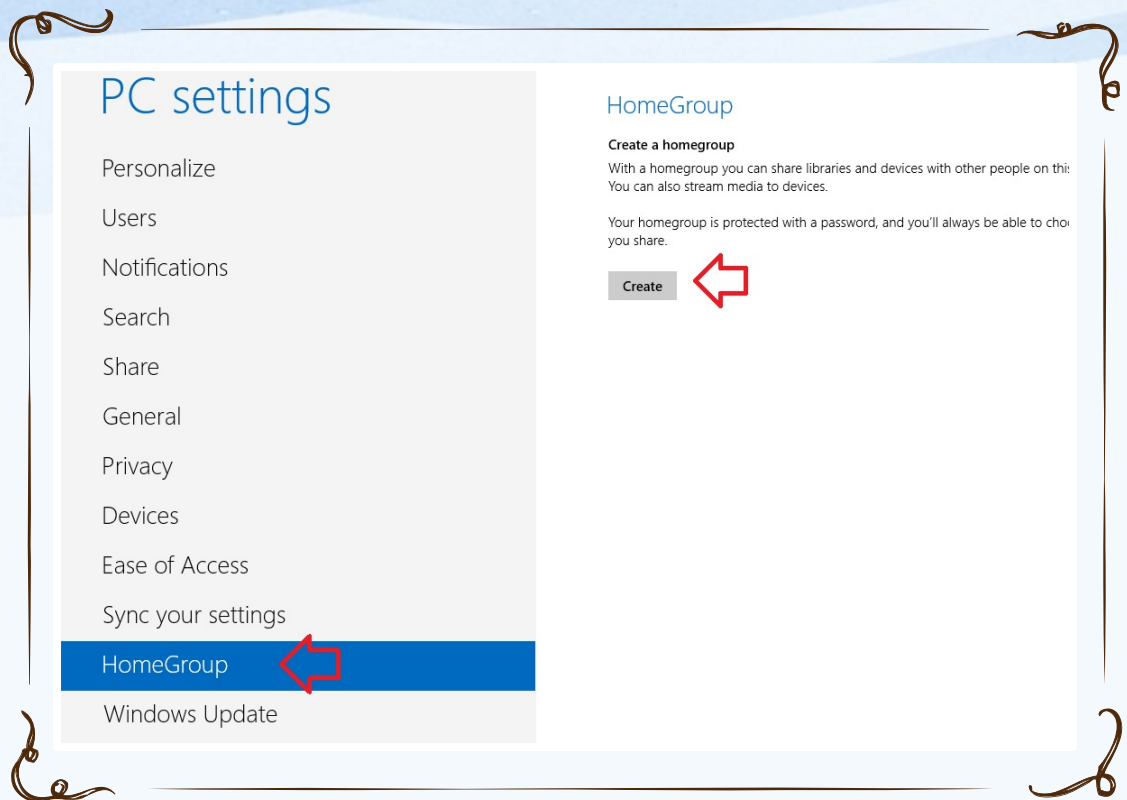 PC settings
Personalize
Users
Notifications
Search
Share
General
Privacy
Devices
Ease of Access
Sync your settings
HomeGroup
Windows Update
HomeGroup
Create a homegroup
With a homegroup you can share libraries and devices with other people on this
You can also stream media to devices.
Your homegroup is protected with a password, and you'll always be able to
you share.
Create